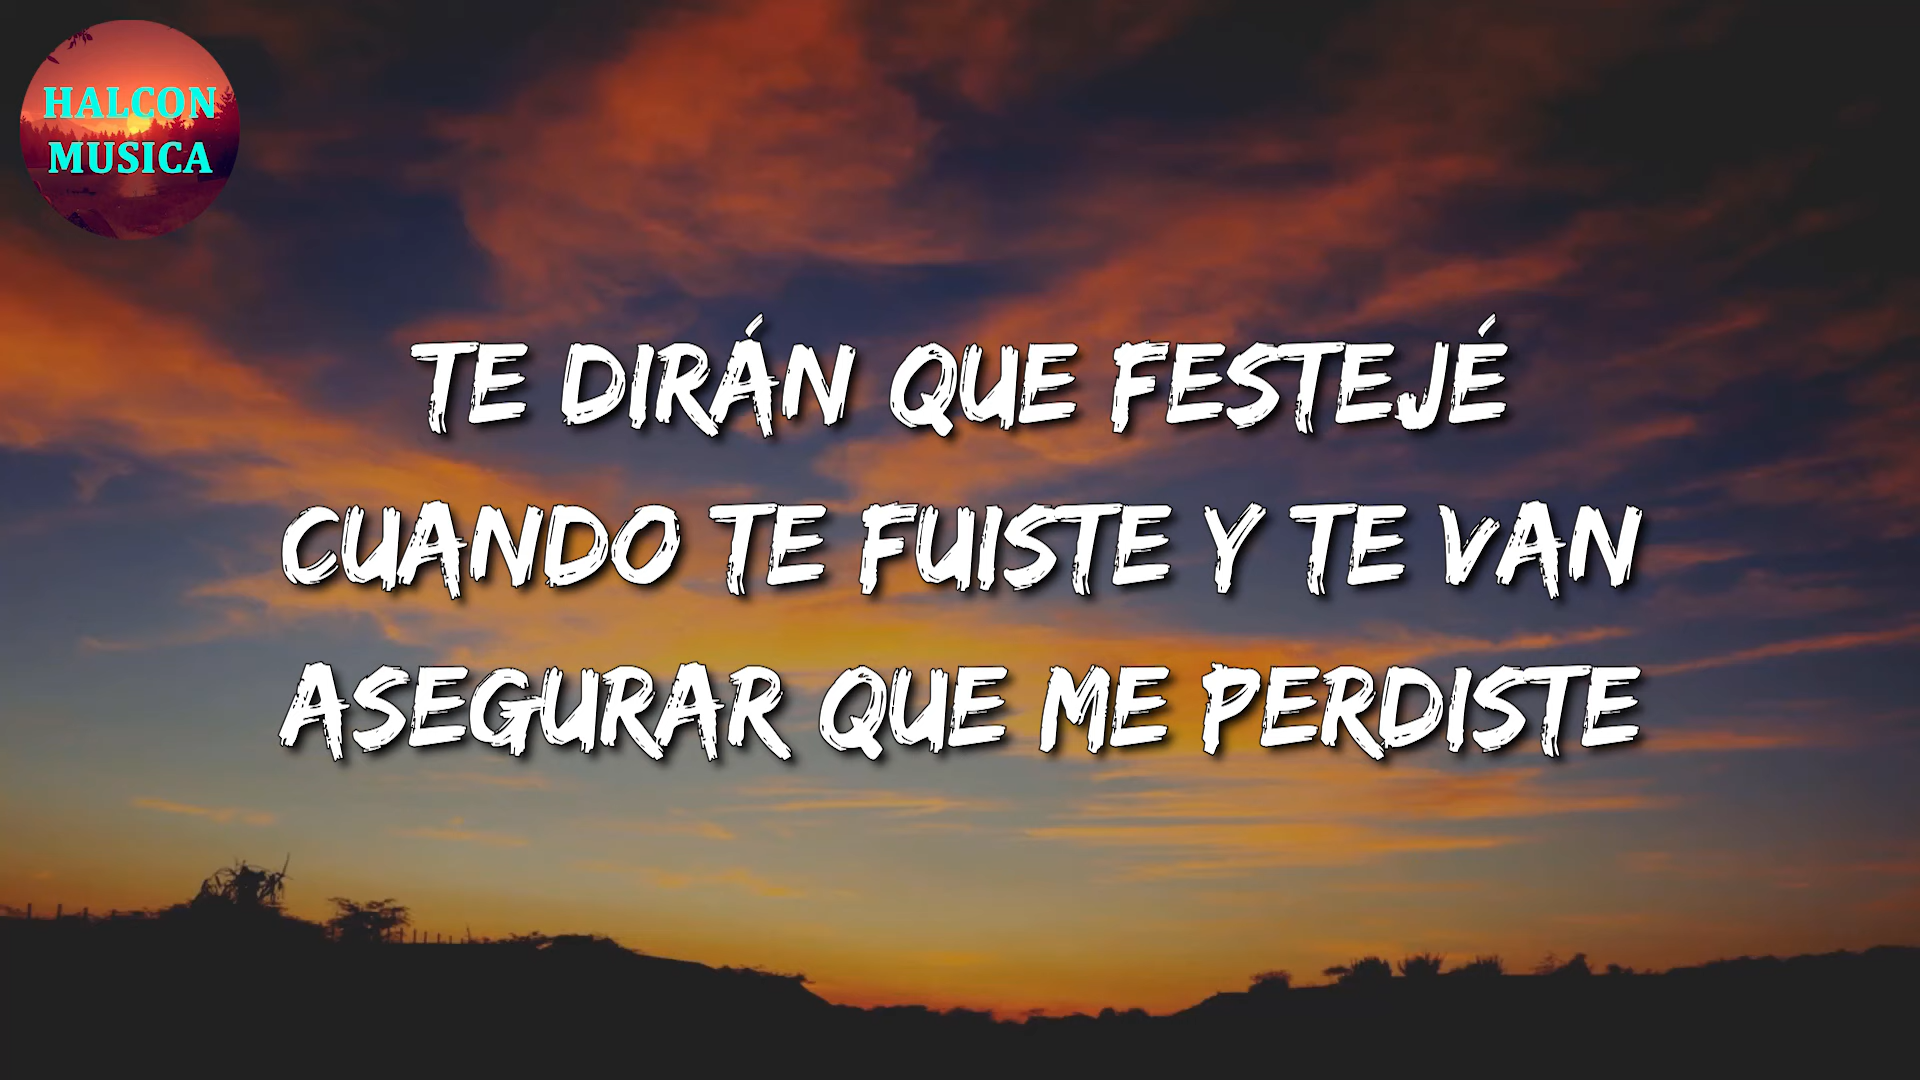 HALCON
MUSICA
TE DIRÁN QUE FESTEJÉ
CUANDO TE FUISTE Y TE VAN
ASEGURAR QUE ME PERDISTE